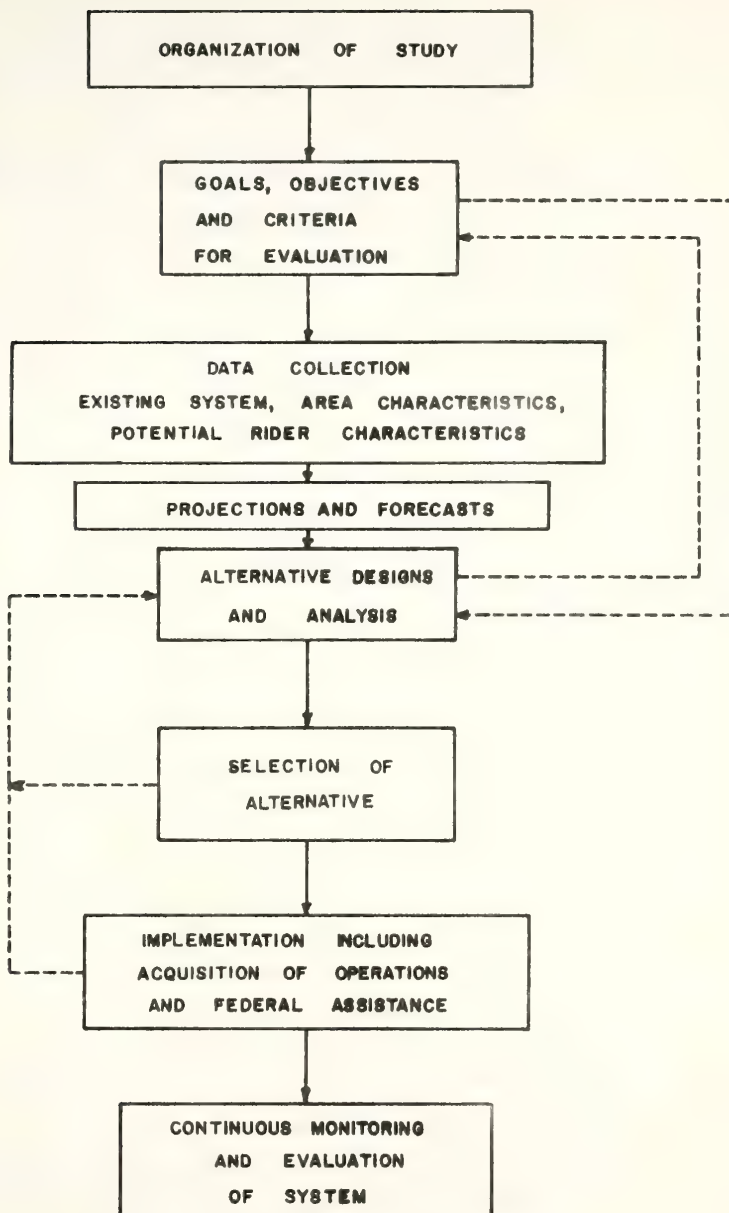 ORGANIZATION OF STUDY
GOALS, OBJECTIVES
AND CRITERIA
FOR EVALUATION
DATA COLLECTION
EXISTING SYSTEM, AREA CHARACTERISTICS,
POTENTIAL RIDER CHARACTERISTICS
PROJECTIONS AND FORECASTS
ALTERNATIVE DESIGNS
AND ANALYSIS
SELECTION OF
ALTERNATIVE
IMPLEMENTATION INCLUDING
ACQUISITION OF OPERATIONS
AND FEDERAL ASSISTANCE
CONTINUOUS MONITORING
AND EVALUATION
OF SYSTEM